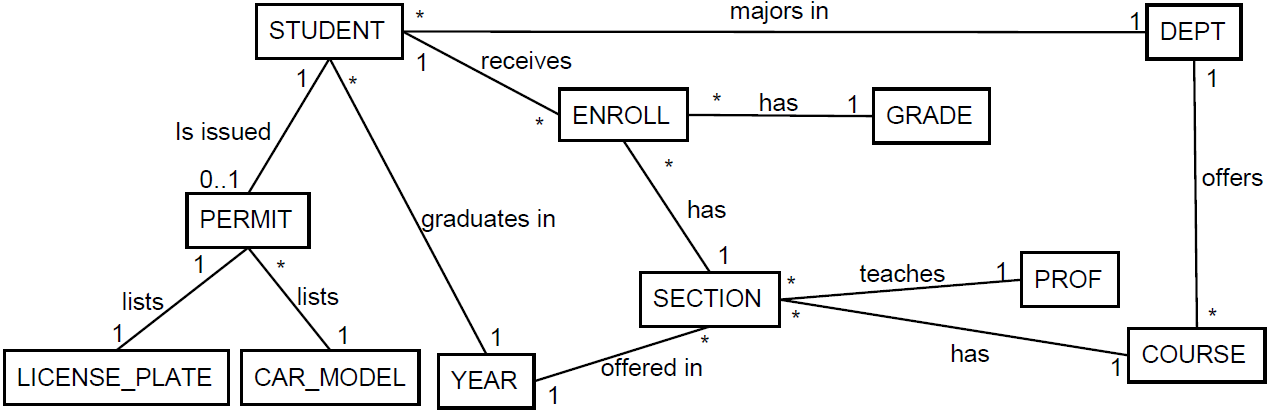 majors in
*
1
STUDENT
DEPT
receives
1
1
*
1
ENROLL
*
has
1
GRADE
*
Is issued
*
offers
0..1
has
PERMIT
graduates in
1
*
1
*
teaches
1
PROF
SECTION
lists
lists
*
*
1
1
1
offered in
*
has
COURSE
1
LICENSE_PLATE
CAR_MODEL
YEAR
1